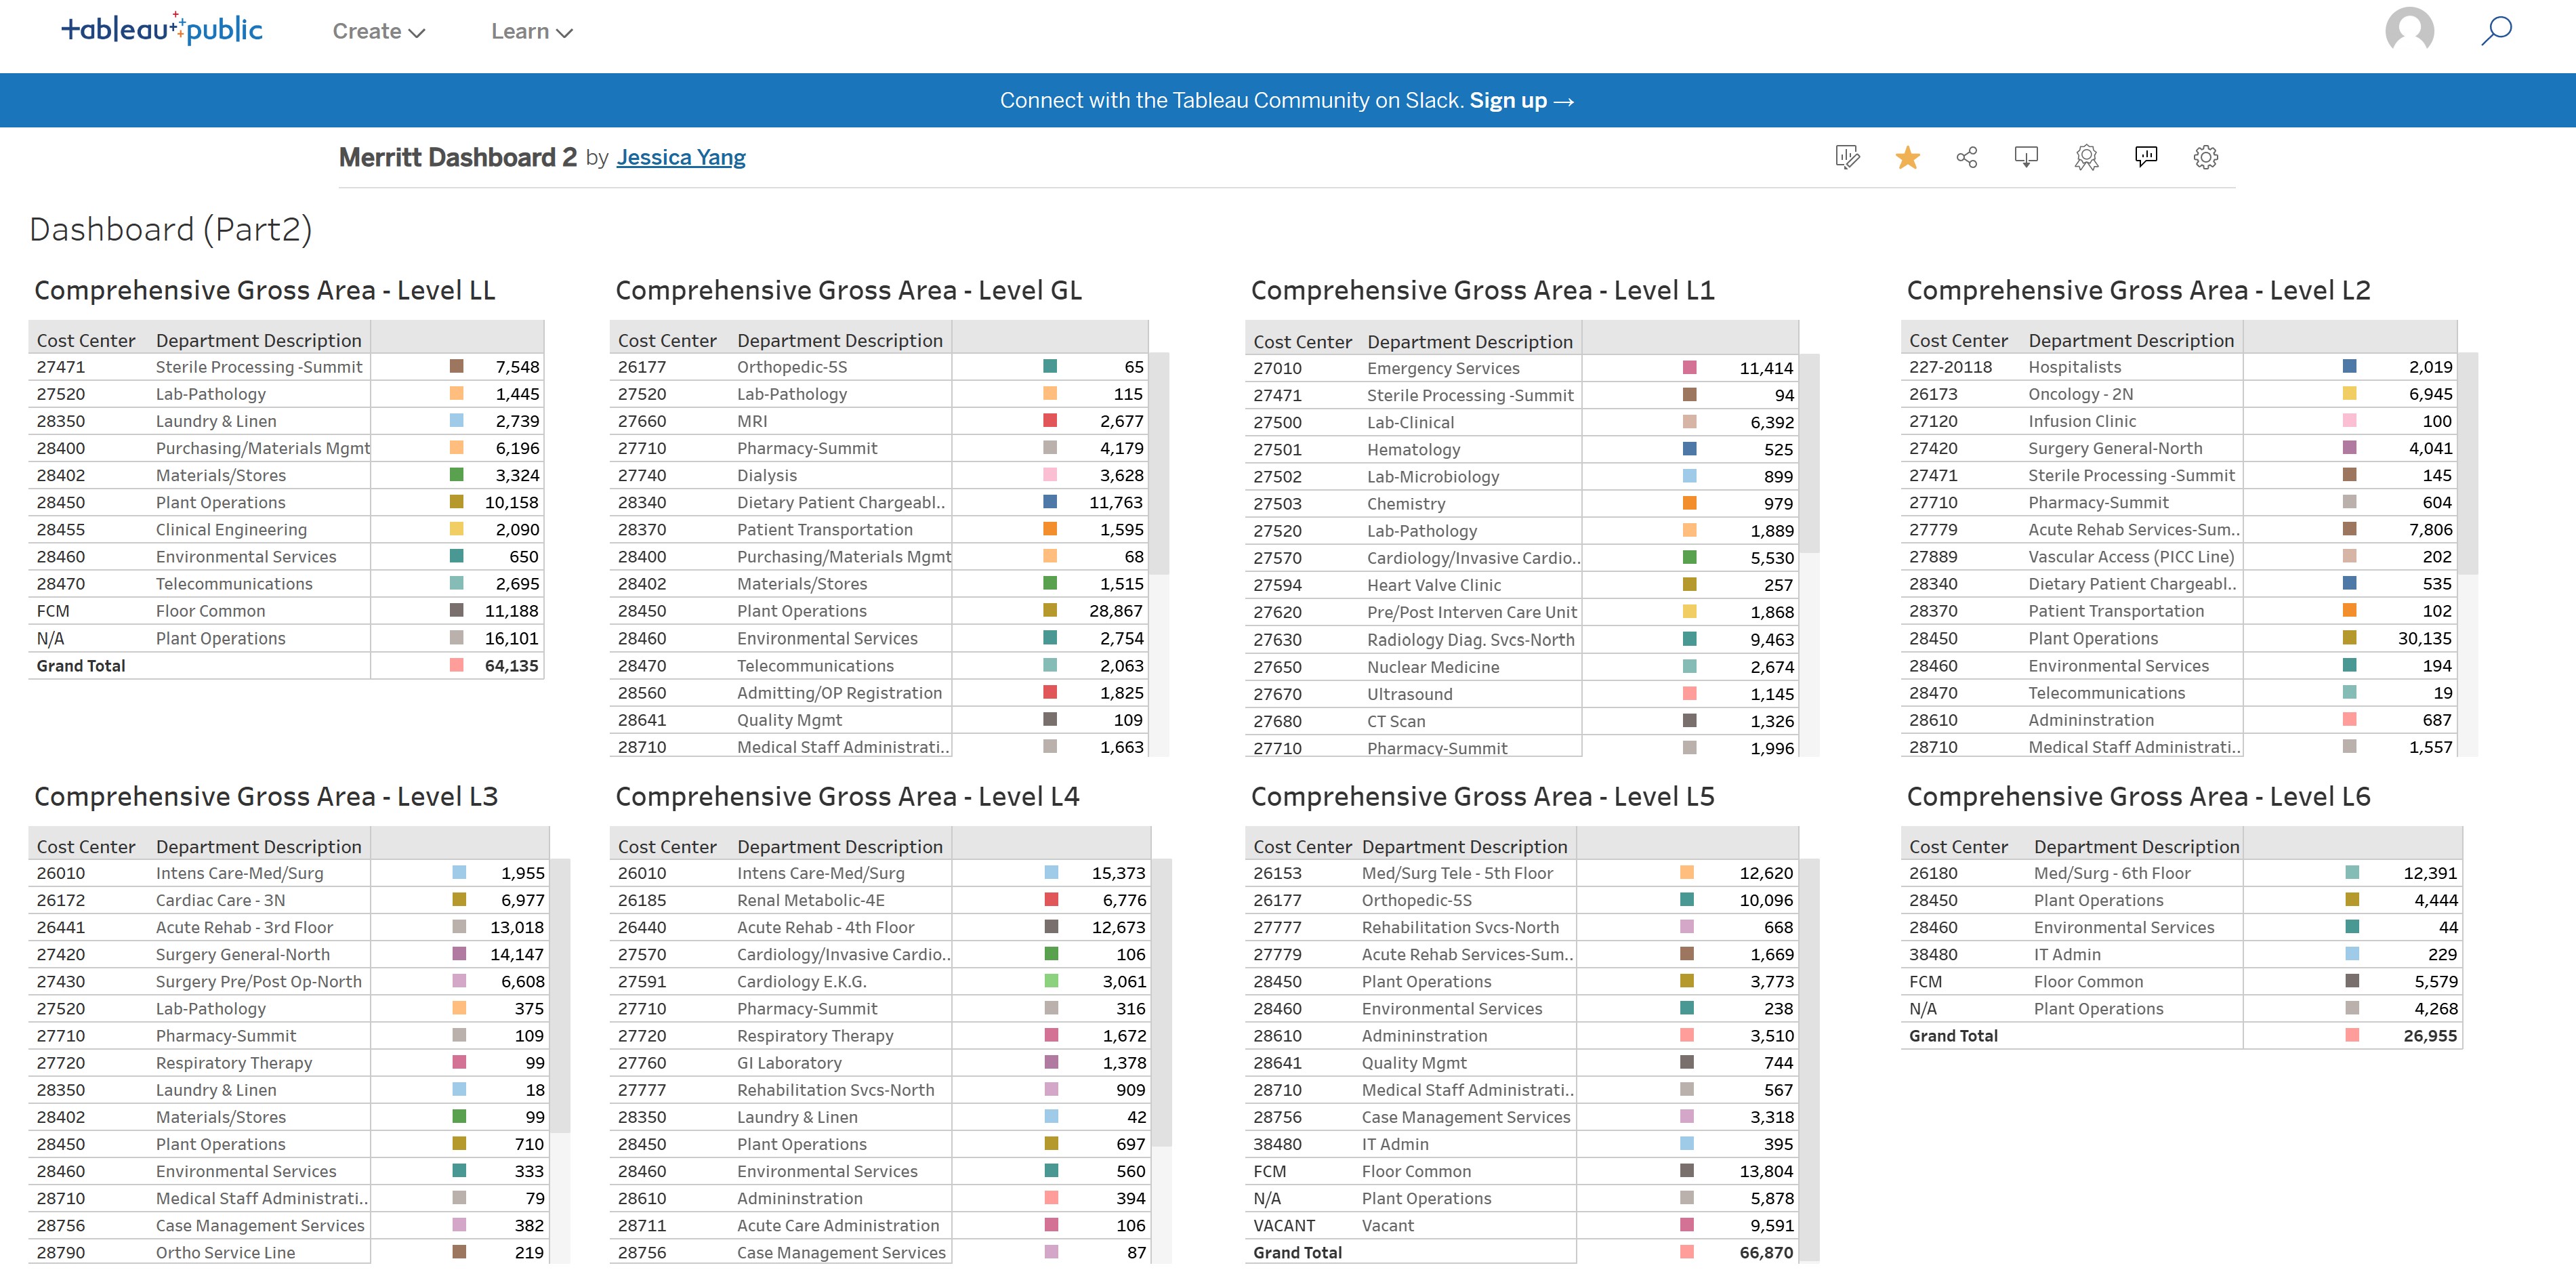 tableau public
Create
Learn
Connect with the Tableau Community on Slack. Sign up →
Merritt Dashboard 2 by Jessica Yang
Dashboard (Part2)
Comprehensive Gross Area - Level LL
Cost Center Department Description
27471 Sterile Processing -Summit 7,548
27520 Lab-Pathology 1,445
28350 Laundry & Linen 2,739
28400 Purchasing/Materials Mgmt 6,196
28402 Materials/Stores 3,324
28450 Plant Operations 10,158
28455 Clinical Engineering 2,090
28460 Environmental Services 650
28470 Telecommunications 2,695
FCM Floor Common 11,188
N/A Plant Operations 16,101
Grand Total 64,135
Comprehensive Gross Area - Level GL
Cost Center Department Description
26177 Orthopedic-5S 65
27520 Lab-Pathology 115
27660 MRI 2,677
27710 Pharmacy-Summit 4,179
27740 Dialysis 3,628
28340 Dietary Patient Chargeabl.. 11,763
28370 Patient Transportation 1,595
28400 Purchasing/Materials Mgmt 68
28402 Materials/Stores 1,515
28450 Plant Operations 28,867
28460 Environmental Services 2,754
28470 Telecommunications 2,063
28560 Admitting/OP Registration 1,825
28641 Quality Mgmt 109
28710 Medical Staff Administrati.. 1,663
Comprehensive Gross Area - Level L1
Cost Center Department Description
27010 Emergency Services 11,414
27471 Sterile Processing -Summit 94
27500 Lab-Clinical 6,392
27501 Hematology 525
27502 Lab-Microbiology 899
27503 Chemistry 979
27520 Lab-Pathology 1,889
27570 Cardiology/Invasive Cardio.. 5,530
27594 Heart Valve Clinic 257
27620 Pre/Post Interven Care Unit 1,868
27630 Radiology Diag. Svcs-North 9,463
27650 Nuclear Medicine 2,674
27670 Ultrasound 1,145
27680 CT Scan 1,326
27710 Pharmacy-Summit 1,996
Comprehensive Gross Area - Level L2
Cost Center Department Description
227-20118 Hospitalists 2,019
26173 Oncology - 2N 6,945
27120 Infusion Clinic 100
27420 Surgery General-North 4,041
27471 Sterile Processing -Summit 145
27710 Pharmacy-Summit 604
27779 Acute Rehab Services-Sum.. 7,806
27889 Vascular Access (PICC Line) 202
28340 Dietary Patient Chargeabl.. 535
28370 Patient Transportation 102
28450 Plant Operations 30,135
28460 Environmental Services 194
28470 Telecommunications 19
28610 Admininstration 687
28710 Medical Staff Administrati.. 1,557
Comprehensive Gross Area - Level L3
Cost Center Department Description
26010 Intens Care-Med/Surg 1,955
26172 Cardiac Care - 3N 6,977
26441 Acute Rehab - 3rd Floor 13,018
27420 Surgery General-North 14,147
27430 Surgery Pre/Post Op-North 6,608
27520 Lab-Pathology 375
27710 Pharmacy-Summit 109
27720 Respiratory Therapy 99
28350 Laundry & Linen 18
28402 Materials/Stores 99
28450 Plant Operations 710
28460 Environmental Services 333
28710 Medical Staff Administrati.. 79
28756 Case Management Services 382
28790 Ortho Service Line 219
Comprehensive Gross Area - Level L4
Cost Center Department Description
26010 Intens Care-Med/Surg 15,373
26185 Renal Metabolic-4E 6,776
26440 Acute Rehab - 4th Floor 12,673
27570 Cardiology/Invasive Cardio.. 106
27591 Cardiology E.K.G. 3,061
27710 Pharmacy-Summit 316
27720 Respiratory Therapy 1,672
27760 GI Laboratory 1,378
27777 Rehabilitation Svcs-North 909
28350 Laundry & Linen 42
28450 Plant Operations 697
28460 Environmental Services 560
28610 Admininstration 394
28711 Acute Care Administration 106
28756 Case Management Services 87
Comprehensive Gross Area - Level L5
Cost Center Department Description
26153 Med/Surg Tele - 5th Floor 12,620
26177 Orthopedic-5S 10,096
27777 Rehabilitation Svcs-North 668
27779 Acute Rehab Services-Sum.. 1,669
28450 Plant Operations 3,773
28460 Environmental Services 238
28610 Admininstration 3,510
28641 Quality Mgmt 744
28710 Medical Staff Administrati.. 567
28756 Case Management Services 3,318
38480 IT Admin 395
FCM Floor Common 13,804
N/A Plant Operations 5,878
VACANT Vacant 9,591
Grand Total 66,870
Comprehensive Gross Area - Level L6
Cost Center Department Description
26180 Med/Surg - 6th Floor 12,391
28450 Plant Operations 4,444
28460 Environmental Services 44
38480 IT Admin 229
FCM Floor Common 5,579
N/A Plant Operations 4,268
Grand Total 26,955